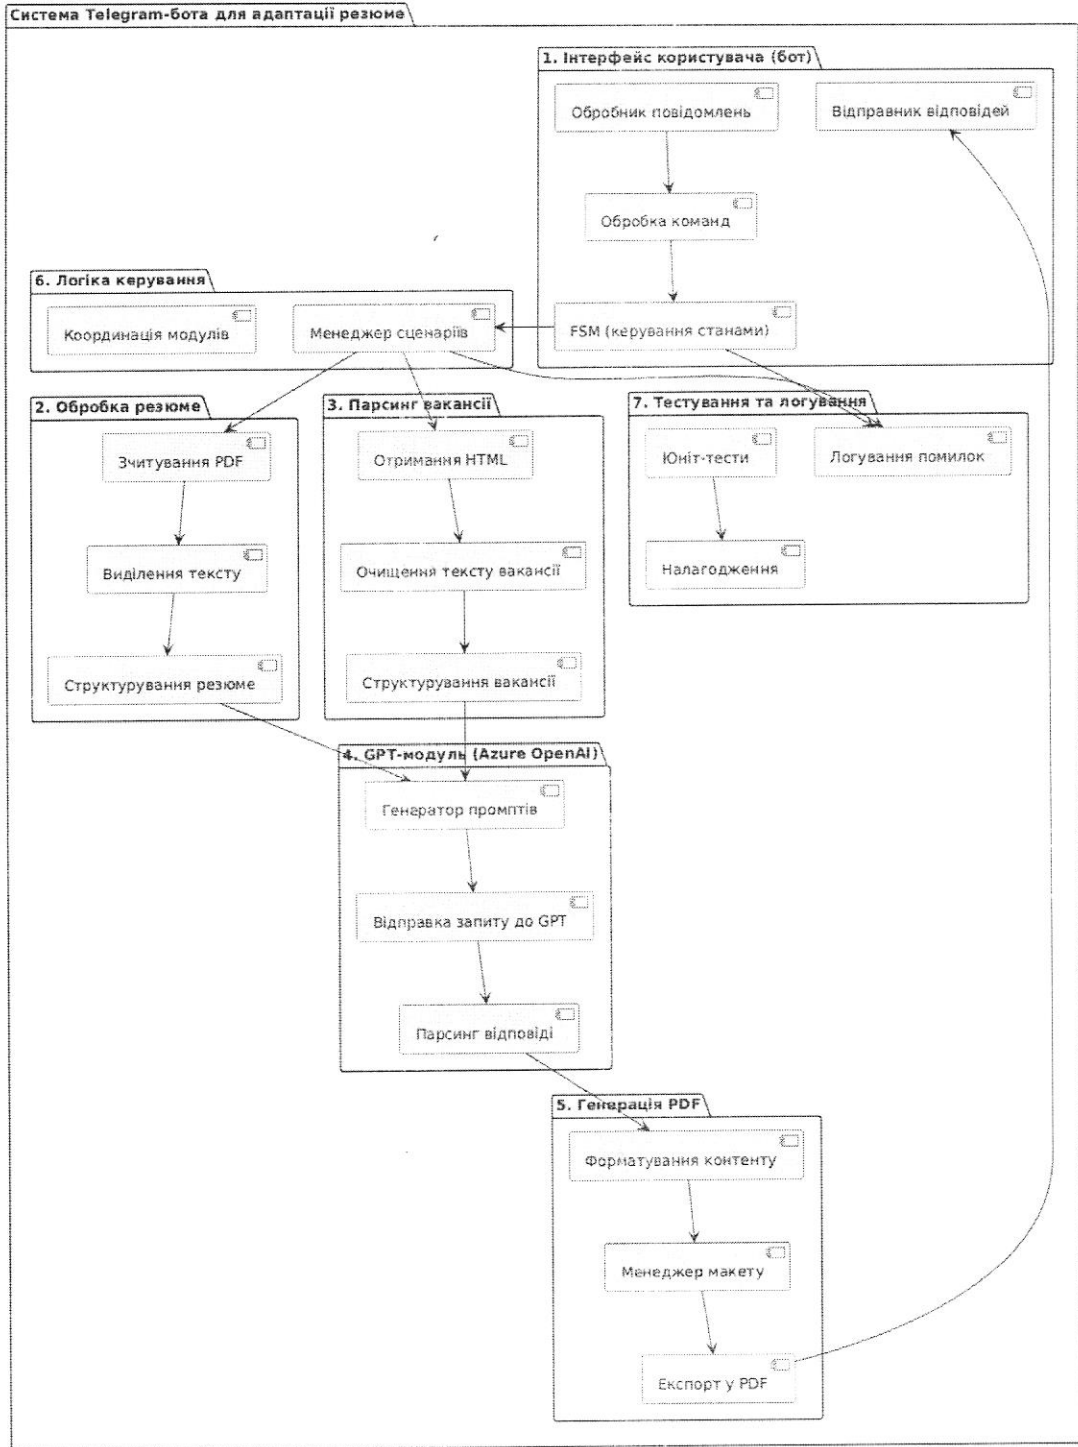 Система Telegram-бота для адаптації резюме
1. Інтерфейс користувача (бот)
Обробник повідомлень
Відправник відповідей
Обробка команд
FSM (керування станами)
6. Логіка керування
Координація модулів
Менеджер сценаріїв
2. Обробка резюме
Зчитування PDF
Виділення тексту
Структурування резюме
3. Парсинг вакансії
Отримання HTML
Очищення тексту вакансії
Структурування вакансії
7. Тестування та логування
Юніт-тести
Логування помилок
Налагодження
4. GPT-модуль (Azure OpenAI)
Генератор промптів
Відправка запиту до GPT
Парсинг відповіді
5. Генерація PDF
Форматування контенту
Менеджер макету
Експорт у PDF